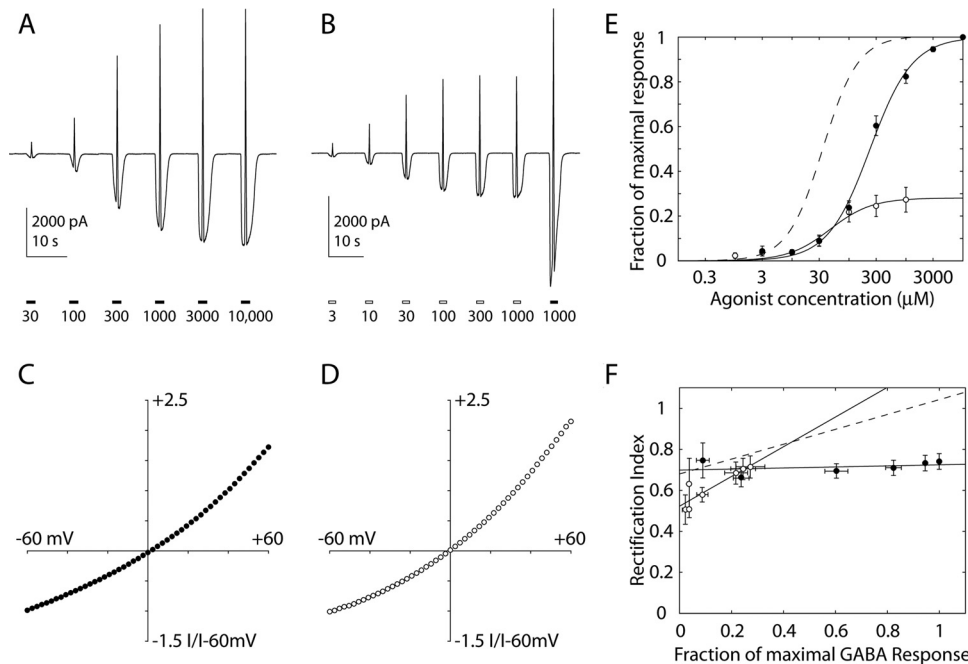 A
2000 pA
10 s
30 100 300 1000 3000 10,000
B
2000 pA
10 s
3 10 30 100 300 1000 1000
E
Fraction of maximal response
1
0.8
0.6
0.4
0.2
0
0.3 3 30 300 3000
Agonist concentration (μM)
C
+2.5
-60 mV
+60
-1.5 I/I-60mV
D
+2.5
-60 mV
+60
-1.5 I/I-60mV
F
Rectification Index
1
0.8
0.6
0.4
0.2
0
0 0.2 0.4 0.6 0.8 1
Fraction of maximal GABA Response